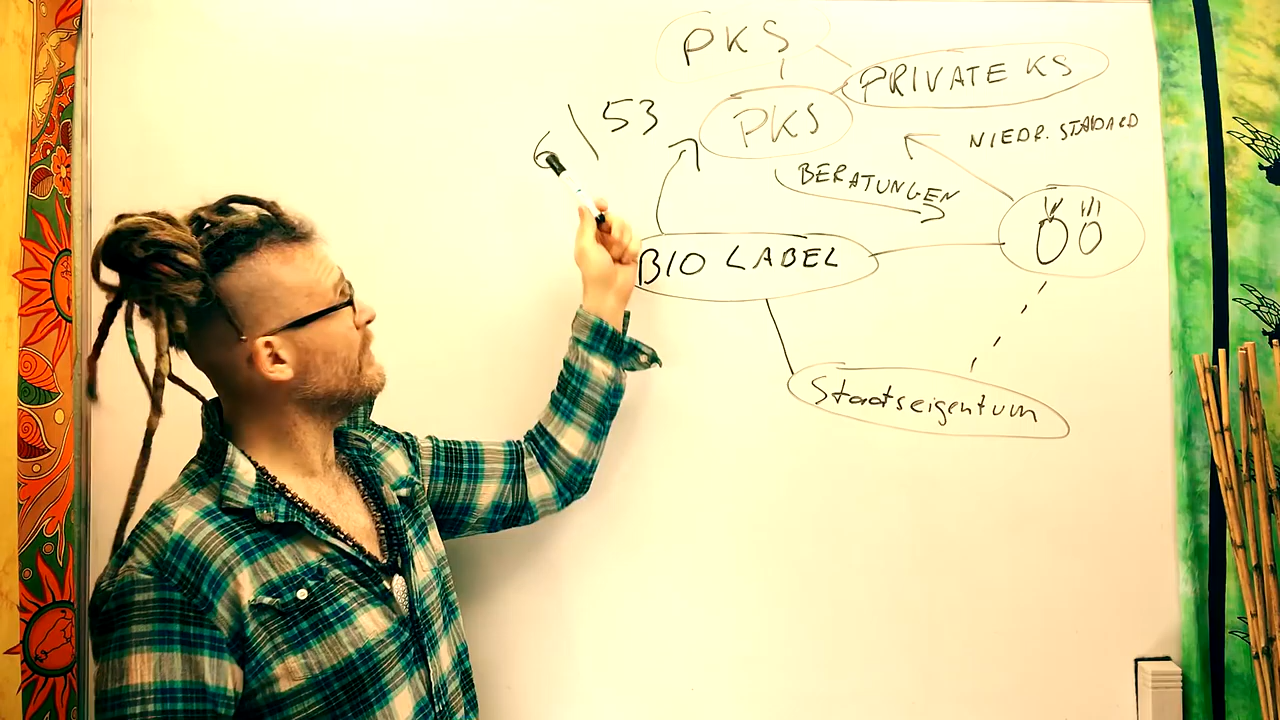 PKS
PRIVATE KS
6/53
PKS
NIEDR. STANDARD
BERATUNGEN
BIO LABEL
Staatseigentum